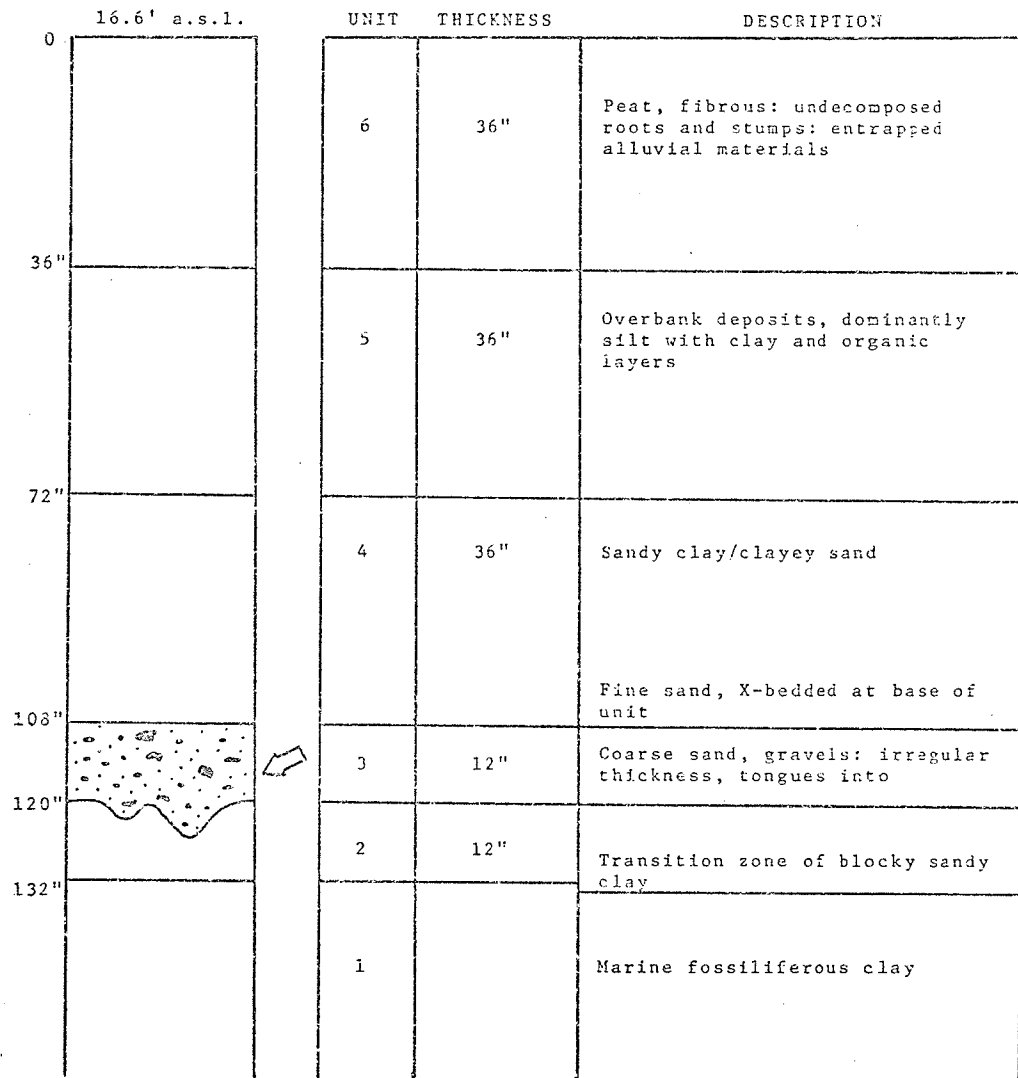 16.6' a.s.l.
UNIT THICKNESS DESCRIPTION
0
6 36" Peat, fibrous: undecomposed
roots and stumps: entrapped
alluvial materials
36"
5 36" Overbank deposits, dominantly
silt with clay and organic
layers
72"
4 36" Sandy clay/clayey sand
Fine sand, X-bedded at base of
unit
108"
3 12" Coarse sand, gravels: irregular
thickness, tongues into
120"
2 12" Transition zone of blocky sandy
clay
132"
1 Marine fossiliferous clay